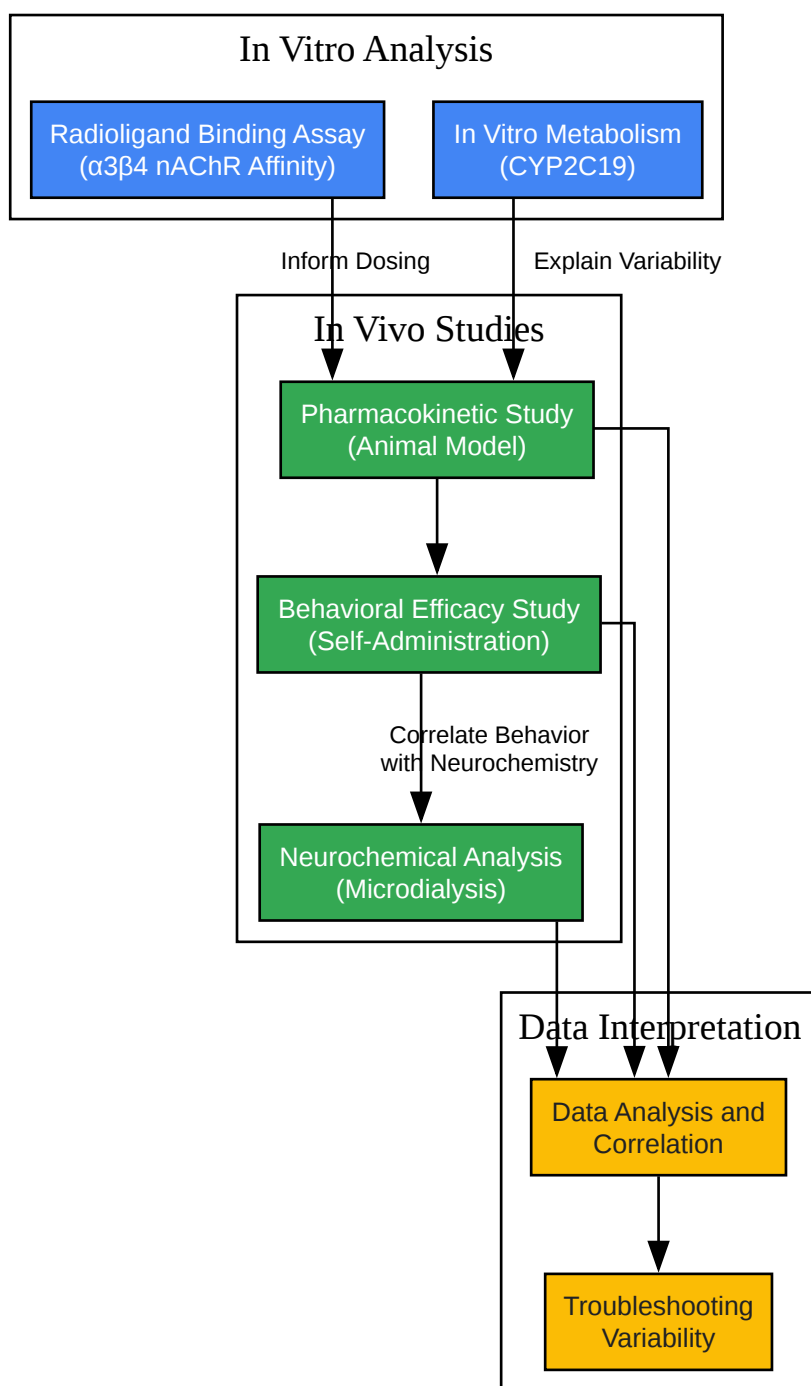 In Vitro Analysis
Radioligand Binding Assay
(α3β4 nAChR Affinity)
In Vitro Metabolism
(CYP2C19)
Inform Dosing
Explain Variability
In Vivo Studies
Pharmacokinetic Study
(Animal Model)
Behavioral Efficacy Study
(Self-Administration)
Correlate Behavior
with Neurochemistry
Neurochemical Analysis
(Microdialysis)
Data Interpretation
Data Analysis and
Correlation
Troubleshooting
Variability